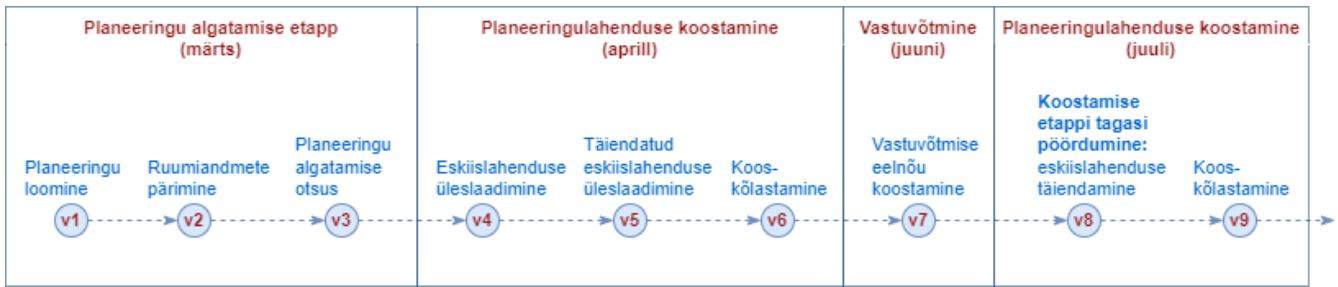 Planeeringu algatamise etapp
(märts)
Planeeringulahenduse koostamine
(aprill)
Vastuvõtmine
(juuni)
Planeeringulahenduse koostamine
(juuli)
Planeeringu
loomine
Ruumiandmete
pärimine
Planeeringu
algatamise
otsus
Eskiislahenduse
üleslaadimine
Täiendatud
eskiislahenduse
üleslaadimine
Koos-
kõlastamine
Vastuvõtmise
eelnõu
koostamine
Koostamise
etappi tagasi
pöördumine:
eskiislahenduse
täiendamine
Koos-
kõlastamine
v1
v2
v3
v4
v5
v6
v7
v8
v9